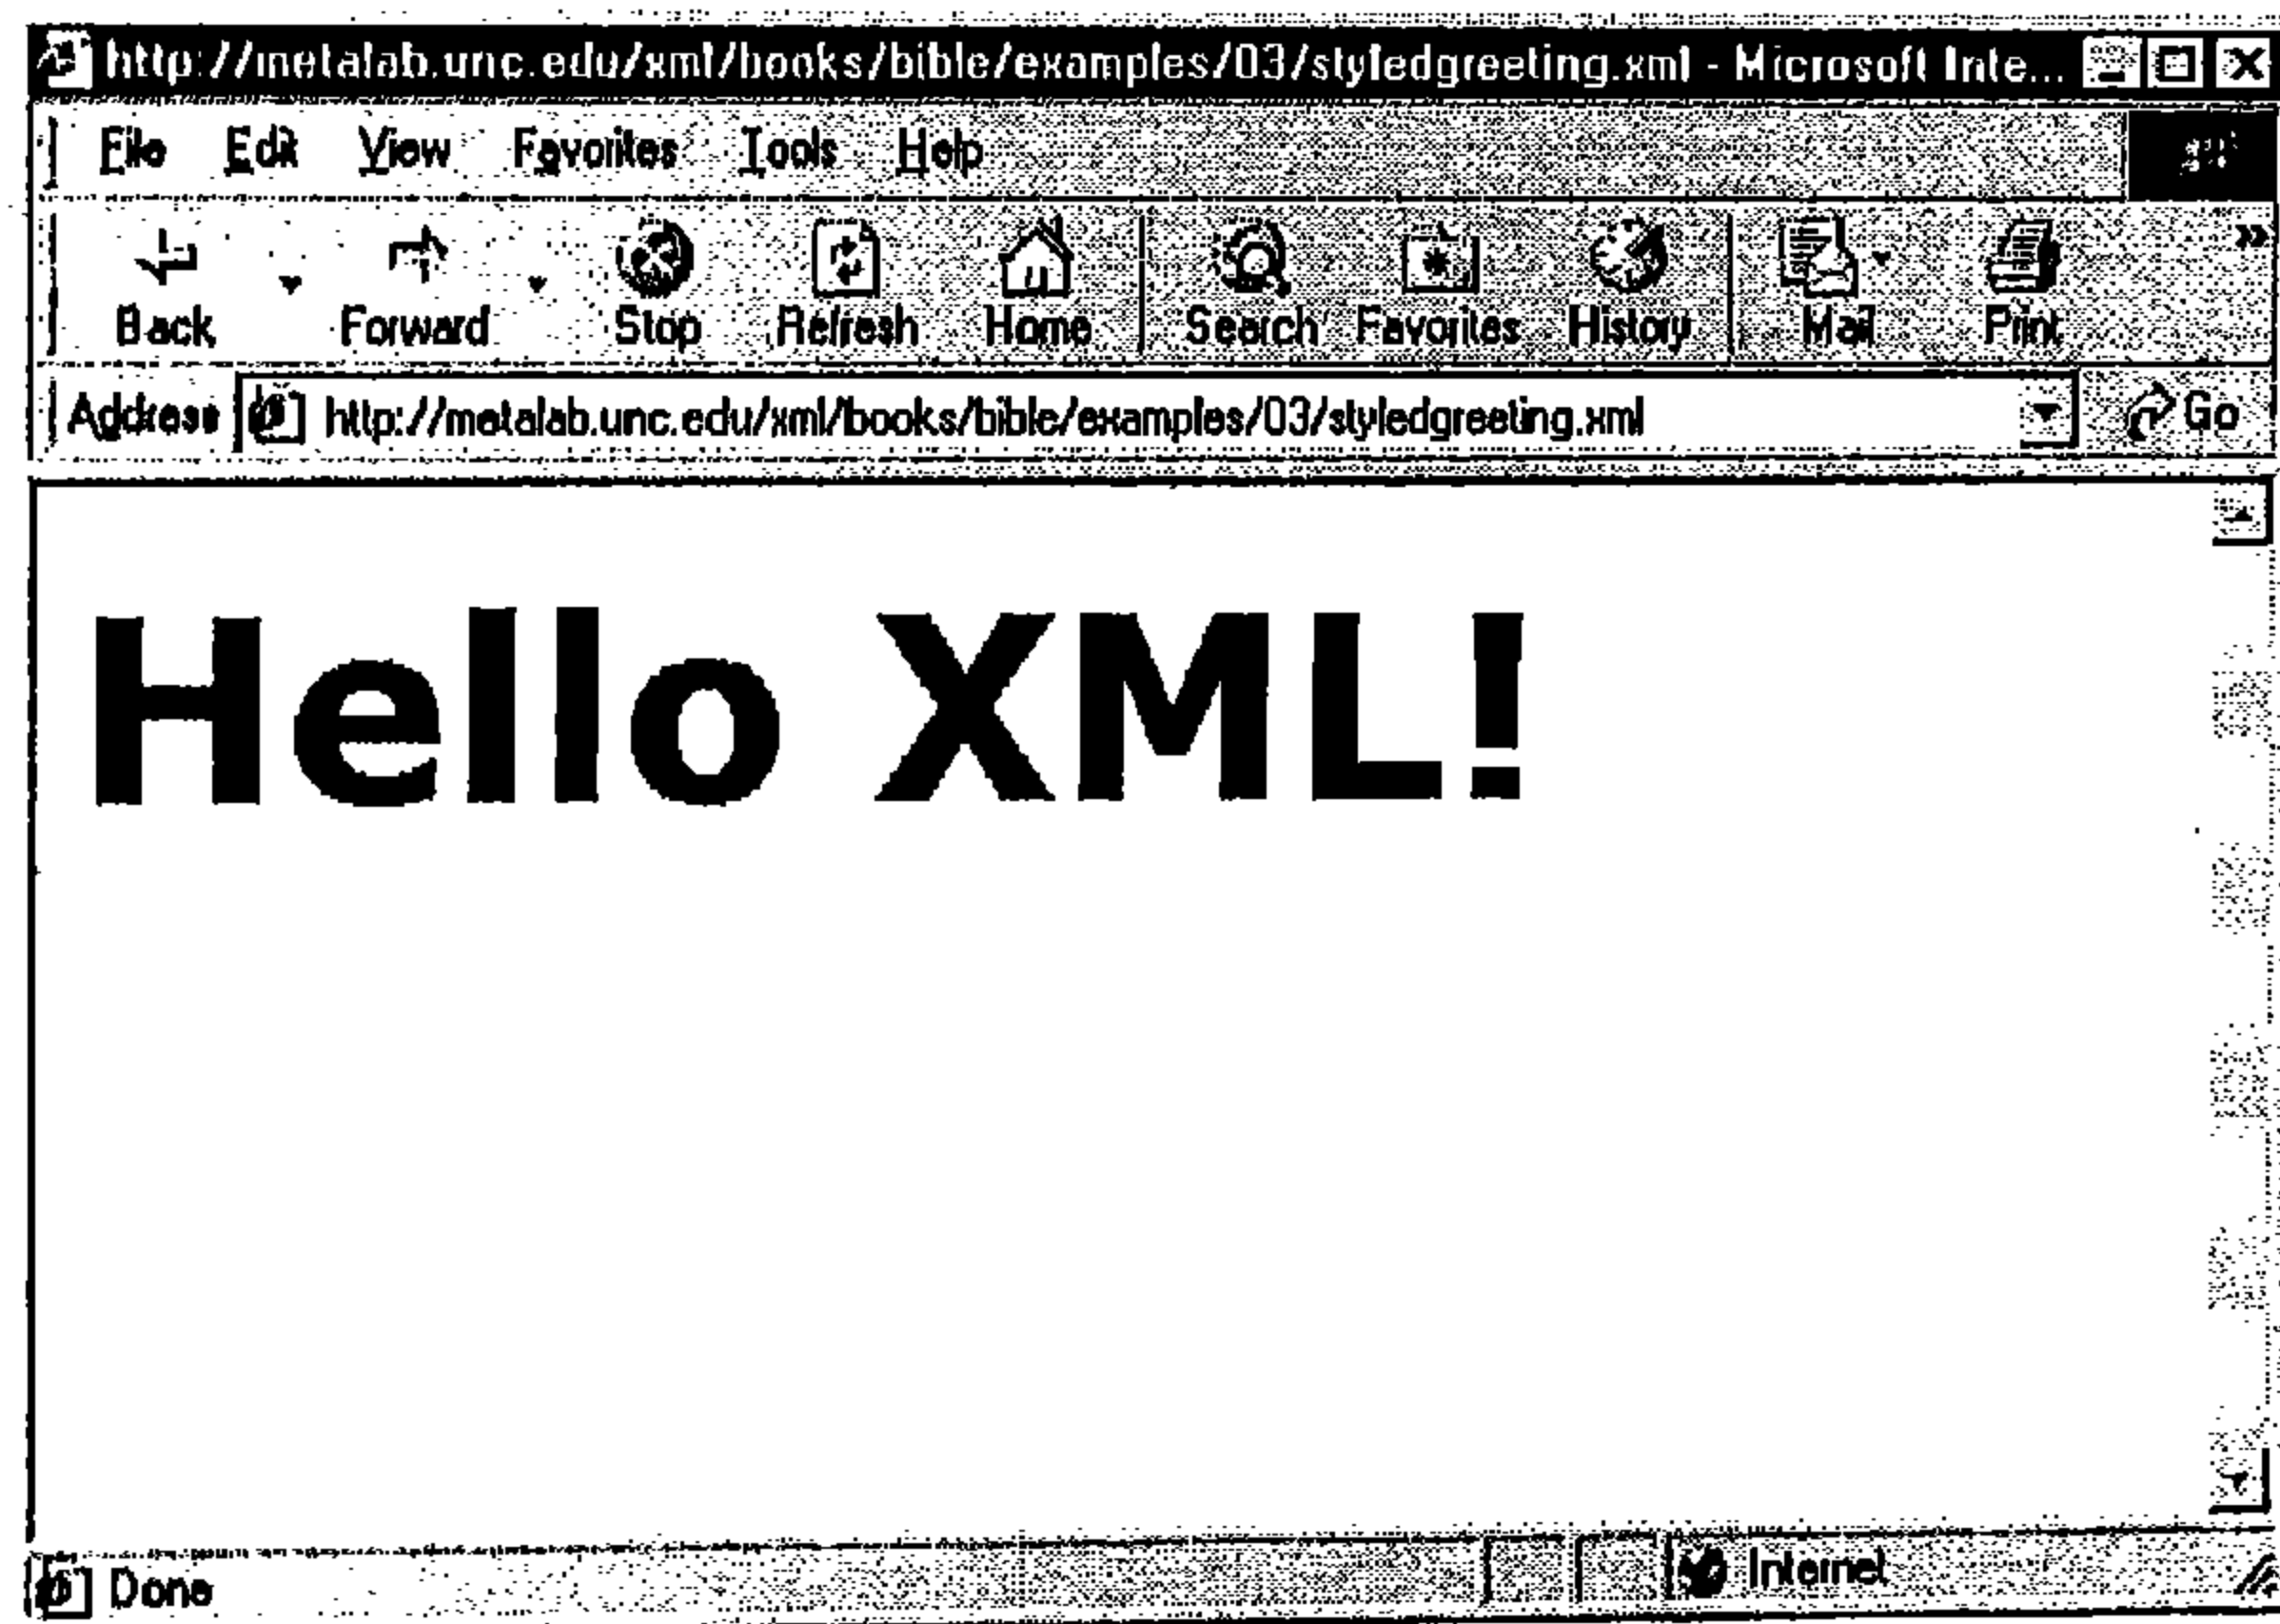 http://metalab.unc.edu/xml/books/bible/examples/03/styledgreeting.xml - Microsoft Inte...
File Edit View Favorites Tools Help
Back Forward Stop Refresh Home Search Favorites History Mail Print »
Address http://metalab.unc.edu/xml/books/bible/examples/03/styledgreeting.xml Go
Hello XML!
Done Internet